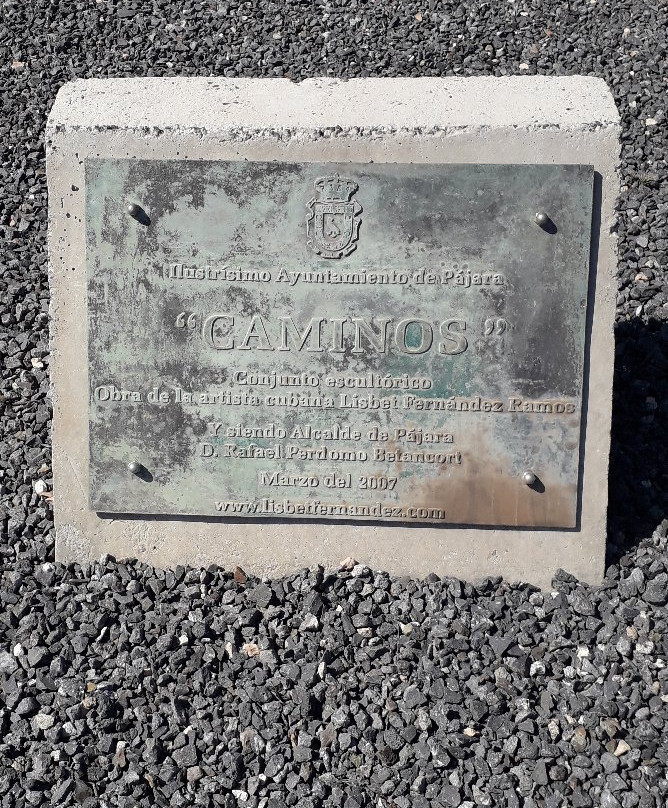 Ilustrísimo Ayuntamiento de Pájara
“CAMINOS”
Conjunto escultórico
Obra de la artista cubana Lisbet Fernández Ramos
Y siendo Alcalde de Pájara
D. Rafael Perdomo Betancort
Marzo del 2007
www.lisbetfernandez.com